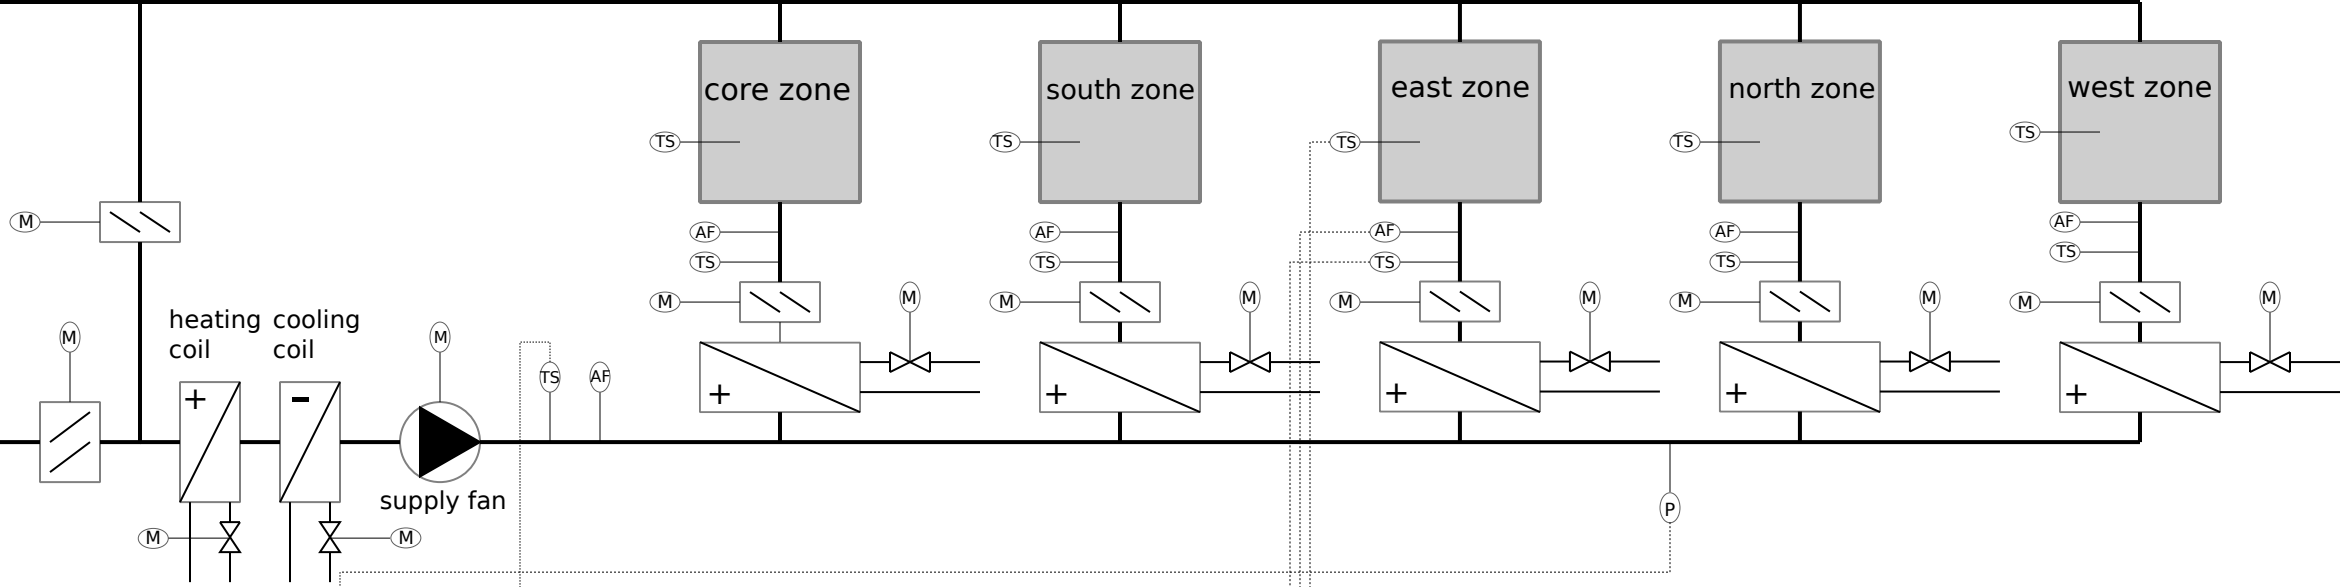 core zone
south zone
east zone
north zone
west zone
TS
TS
TS
TS
TS
M
AF
AF
AF
AF
AF
TS
TS
TS
TS
TS
M
M
M
M
M
M
M
M
M
M
heating
coil
cooling
coil
M
M
TS
AF
+
-
+
+
+
+
+
supply fan
P
M
M